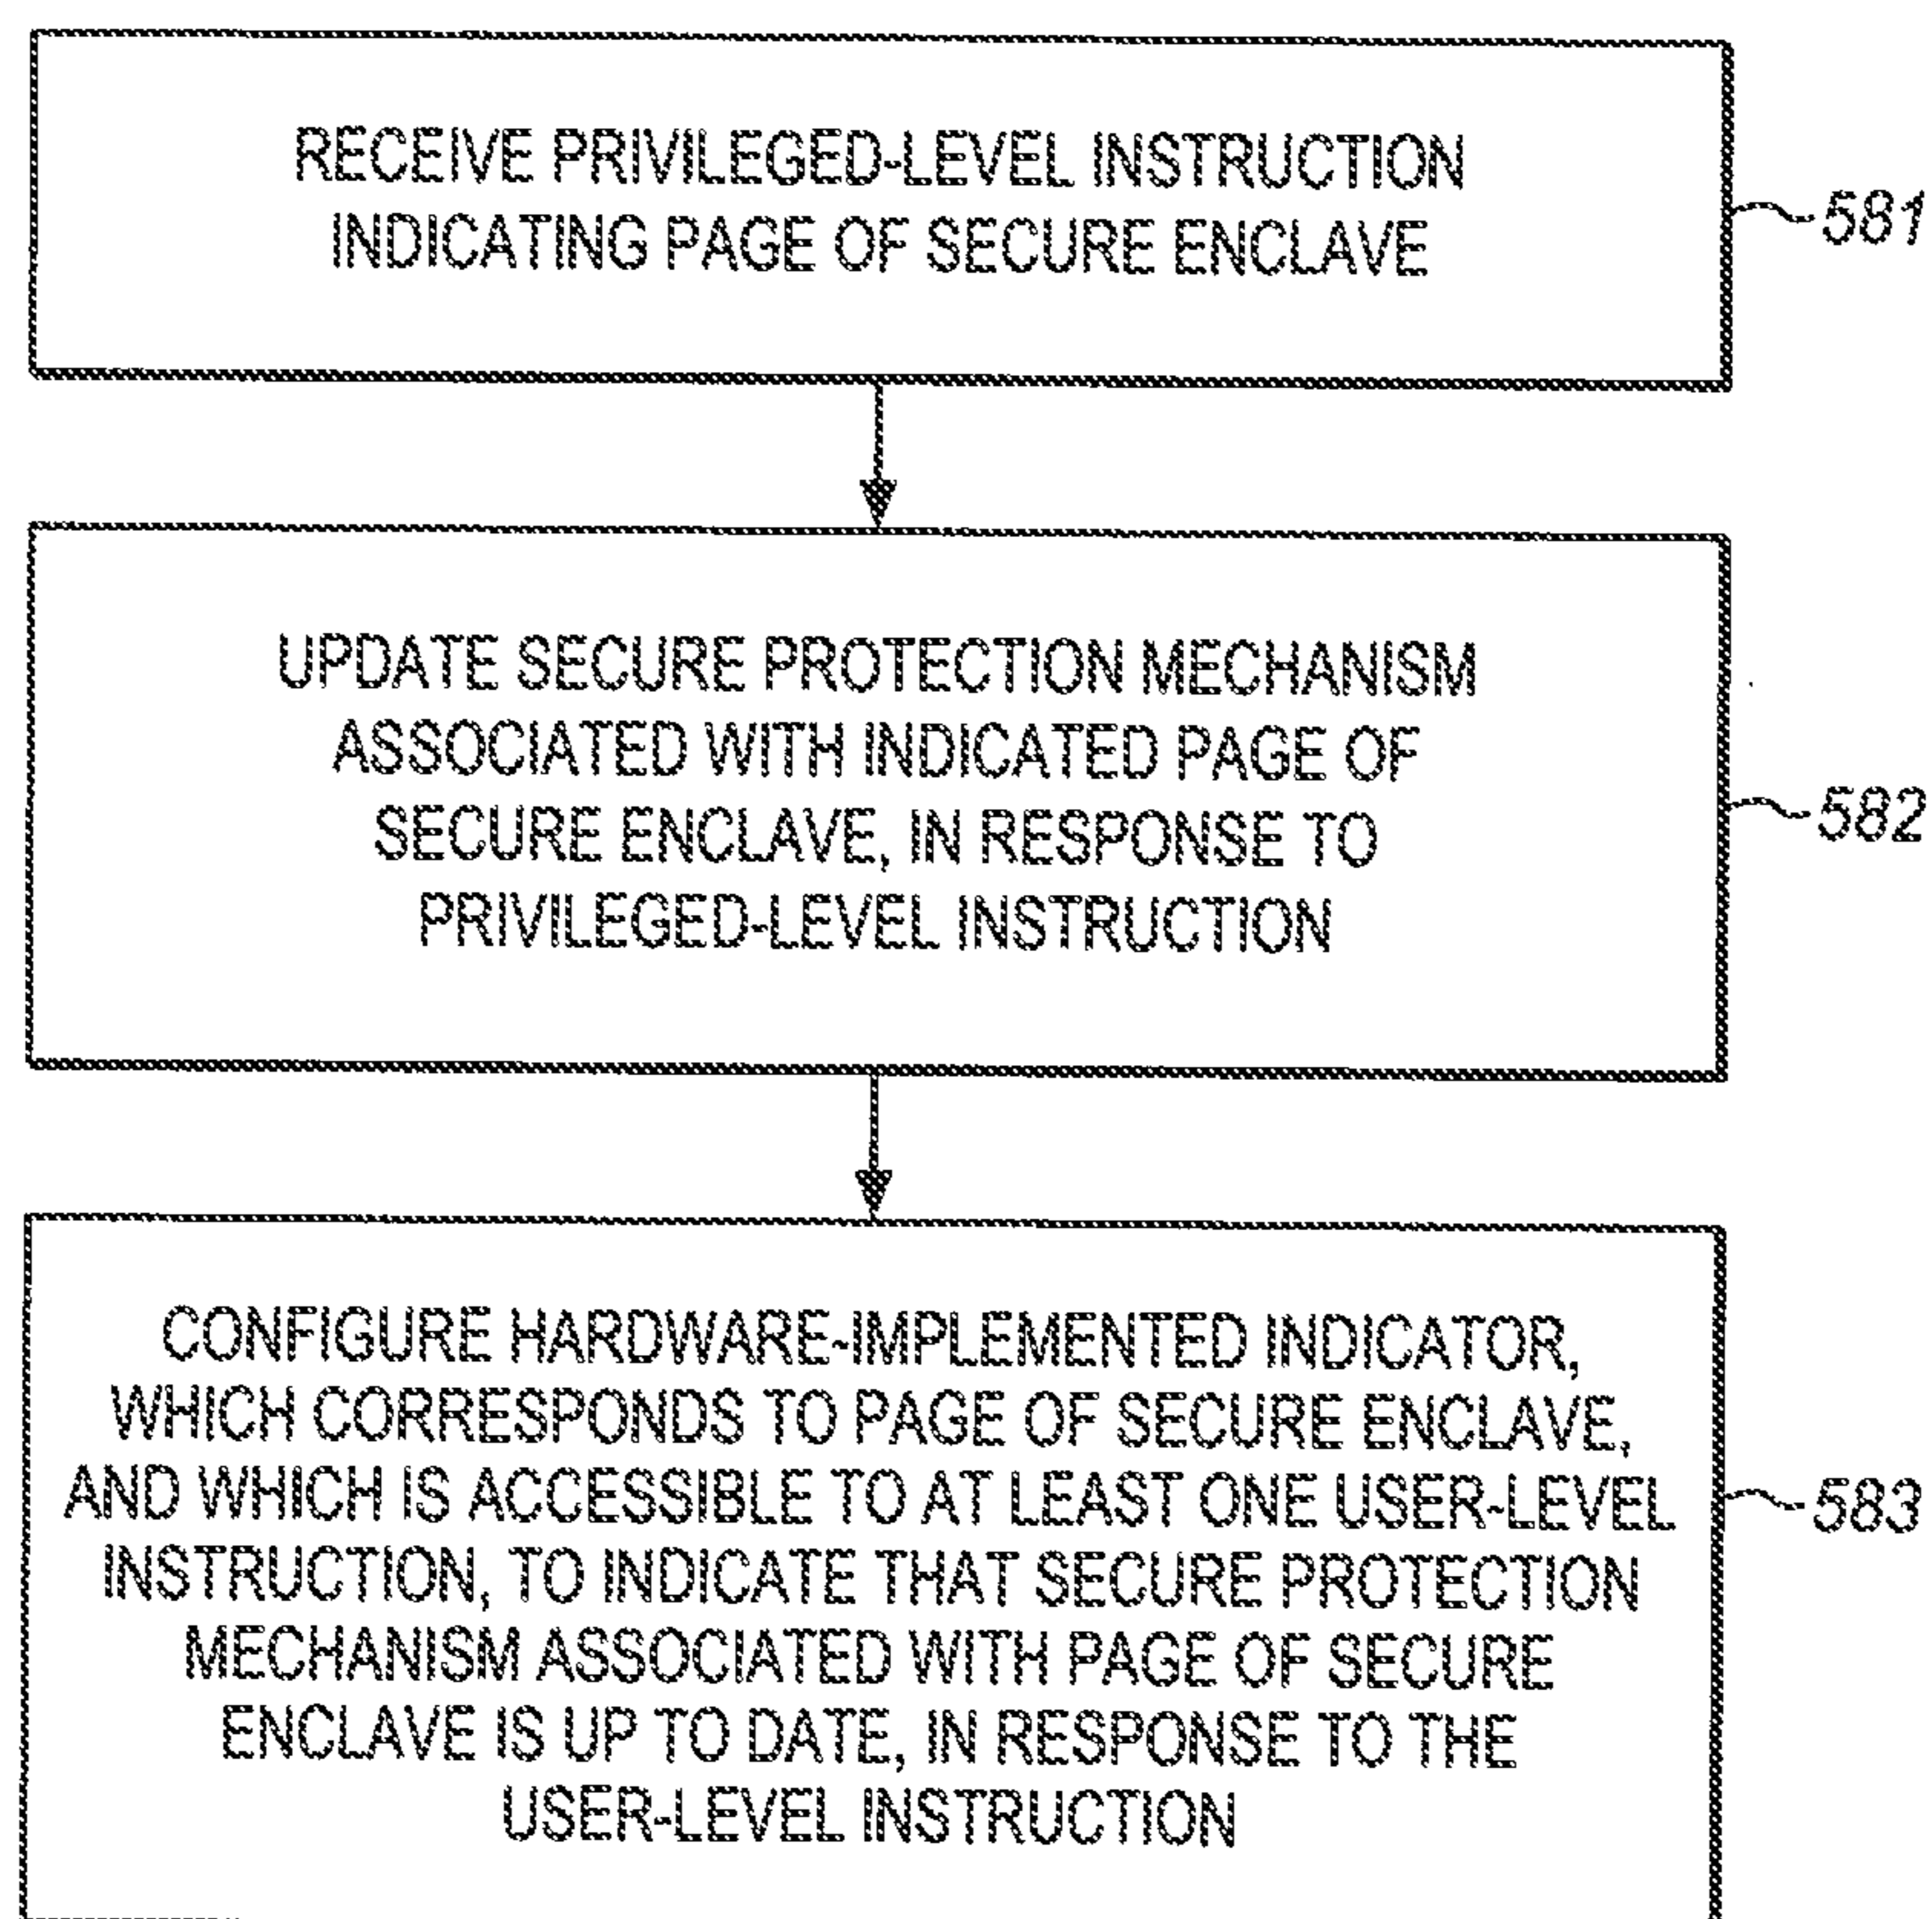 RECEIVE PRIVILEGED-LEVEL INSTRUCTION
INDICATING PAGE OF SECURE ENCLAVE
581
UPDATE SECURE PROTECTION MECHANISM
ASSOCIATED WITH INDICATED PAGE OF
SECURE ENCLAVE, IN RESPONSE TO
PRIVILEGED-LEVEL INSTRUCTION
582
CONFIGURE HARDWARE-IMPLEMENTED INDICATOR,
WHICH CORRESPONDS TO PAGE OF SECURE ENCLAVE,
AND WHICH IS ACCESSIBLE TO AT LEAST ONE USER-LEVEL
INSTRUCTION, TO INDICATE THAT SECURE PROTECTION
MECHANISM ASSOCIATED WITH PAGE OF SECURE
ENCLAVE IS UP TO DATE, IN RESPONSE TO THE
USER-LEVEL INSTRUCTION
583